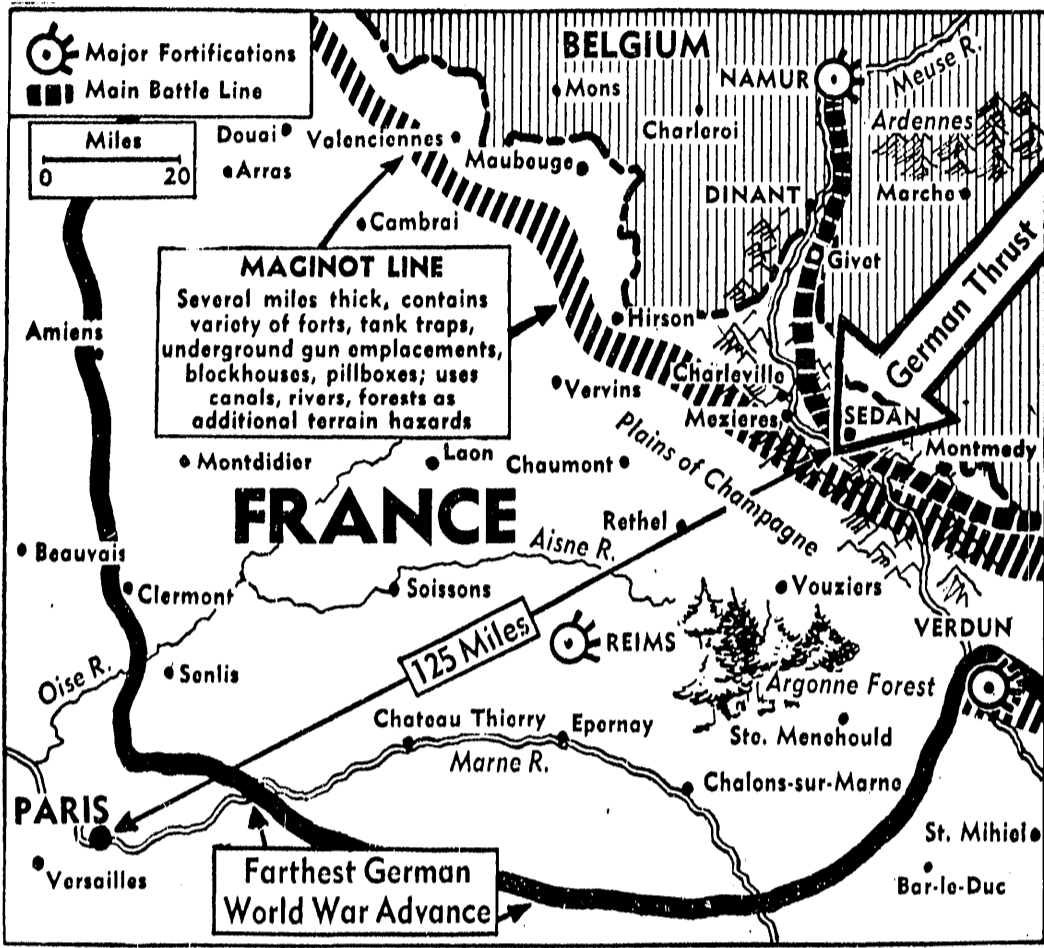 Major Fortifications
Main Battle Line
Miles
0 20
BELGIUM
Mons
NAMUR
Meuse R.
Douai
Valenciennes
Charleroi
Ardennes
Arras
Maubeuge
Marche
DINANT
Cambrai
Givet
German Thrust
MAGINOT LINE
Several miles thick, contains
variety of forts, tank traps,
underground gun emplacements,
blockhouses, pillboxes; uses
canals, rivers, forests as
additional terrain hazards
Amiens
Hirson
Vervins
Charleville
Mezieres
SEDAN
Montmedy
Plains of Champagne
Montdidier
Laon
Chaumont
FRANCE
Rethel
Aisne R.
Beauvais
Clermont
Soissons
Vouziers
VERDUN
125 Miles
REIMS
Oise R.
Senlis
Argonne Forest
Chateau Thierry
Epernay
Ste. Menehould
Marne R.
Chalons-sur-Marne
PARIS
Versailles
St. Mihiel
Bar-le-Duc
Farthest German
World War Advance